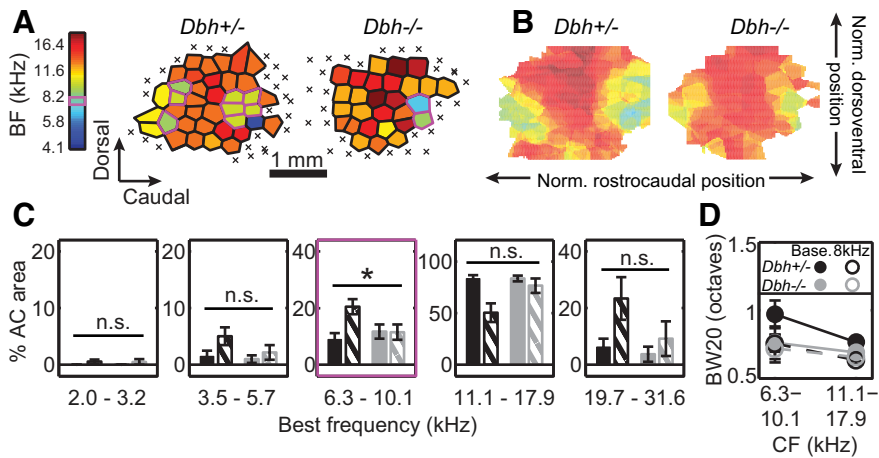 A
Dbh+/-
Dbh-/-
BF (kHz)
16.4
11.6
8.2
5.8
4.1
Dorsal
Caudal
1 mm
B
Dbh+/-
Dbh-/-
Norm. dorsoventral
position
Norm. rostrocaudal position
C
% AC area
20
10
0
n.s.
2.0 - 3.2
20
10
0
n.s.
3.5 - 5.7
40
20
0
*
6.3 - 10.1
100
50
0
n.s.
11.1 - 17.9
40
20
0
n.s.
19.7 - 31.6
Best frequency (kHz)
D
BW20 (octaves)
1.5
1
0.5
Base. 8kHz
Dbh+/-
Dbh-/-
6.3– 11.1–
10.1 17.9
CF (kHz)